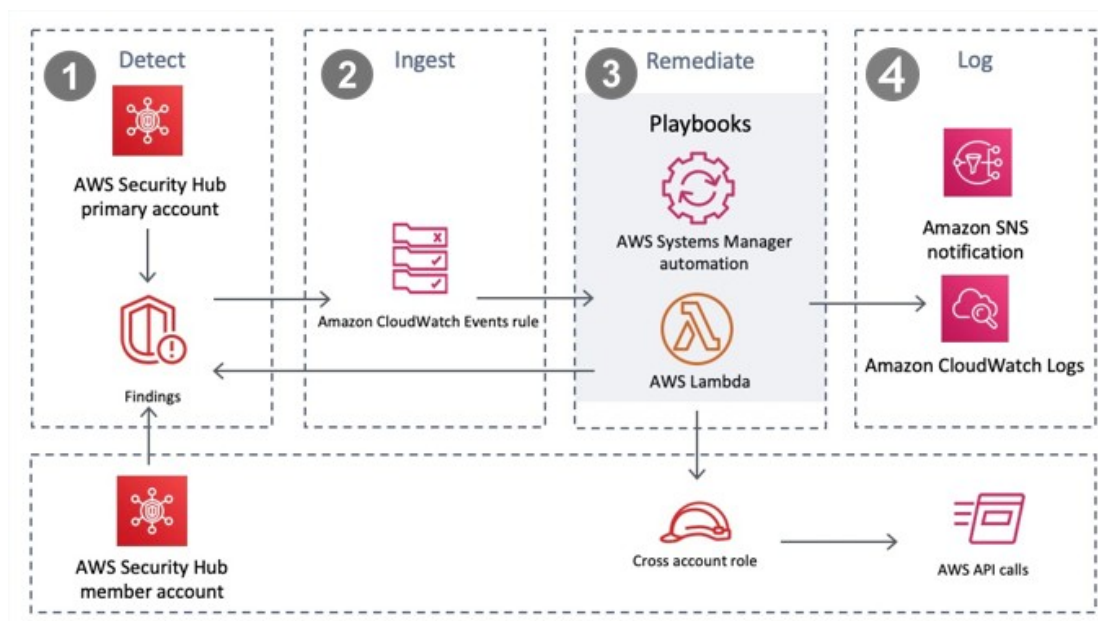 1
Detect
AWS Security Hub
primary account
Findings
2
Ingest
Amazon CloudWatch Events rule
3
Remediate
Playbooks
AWS Systems Manager
automation
AWS Lambda
4
Log
Amazon SNS
notification
Amazon CloudWatch Logs
AWS Security Hub
member account
Cross account role
AWS API calls